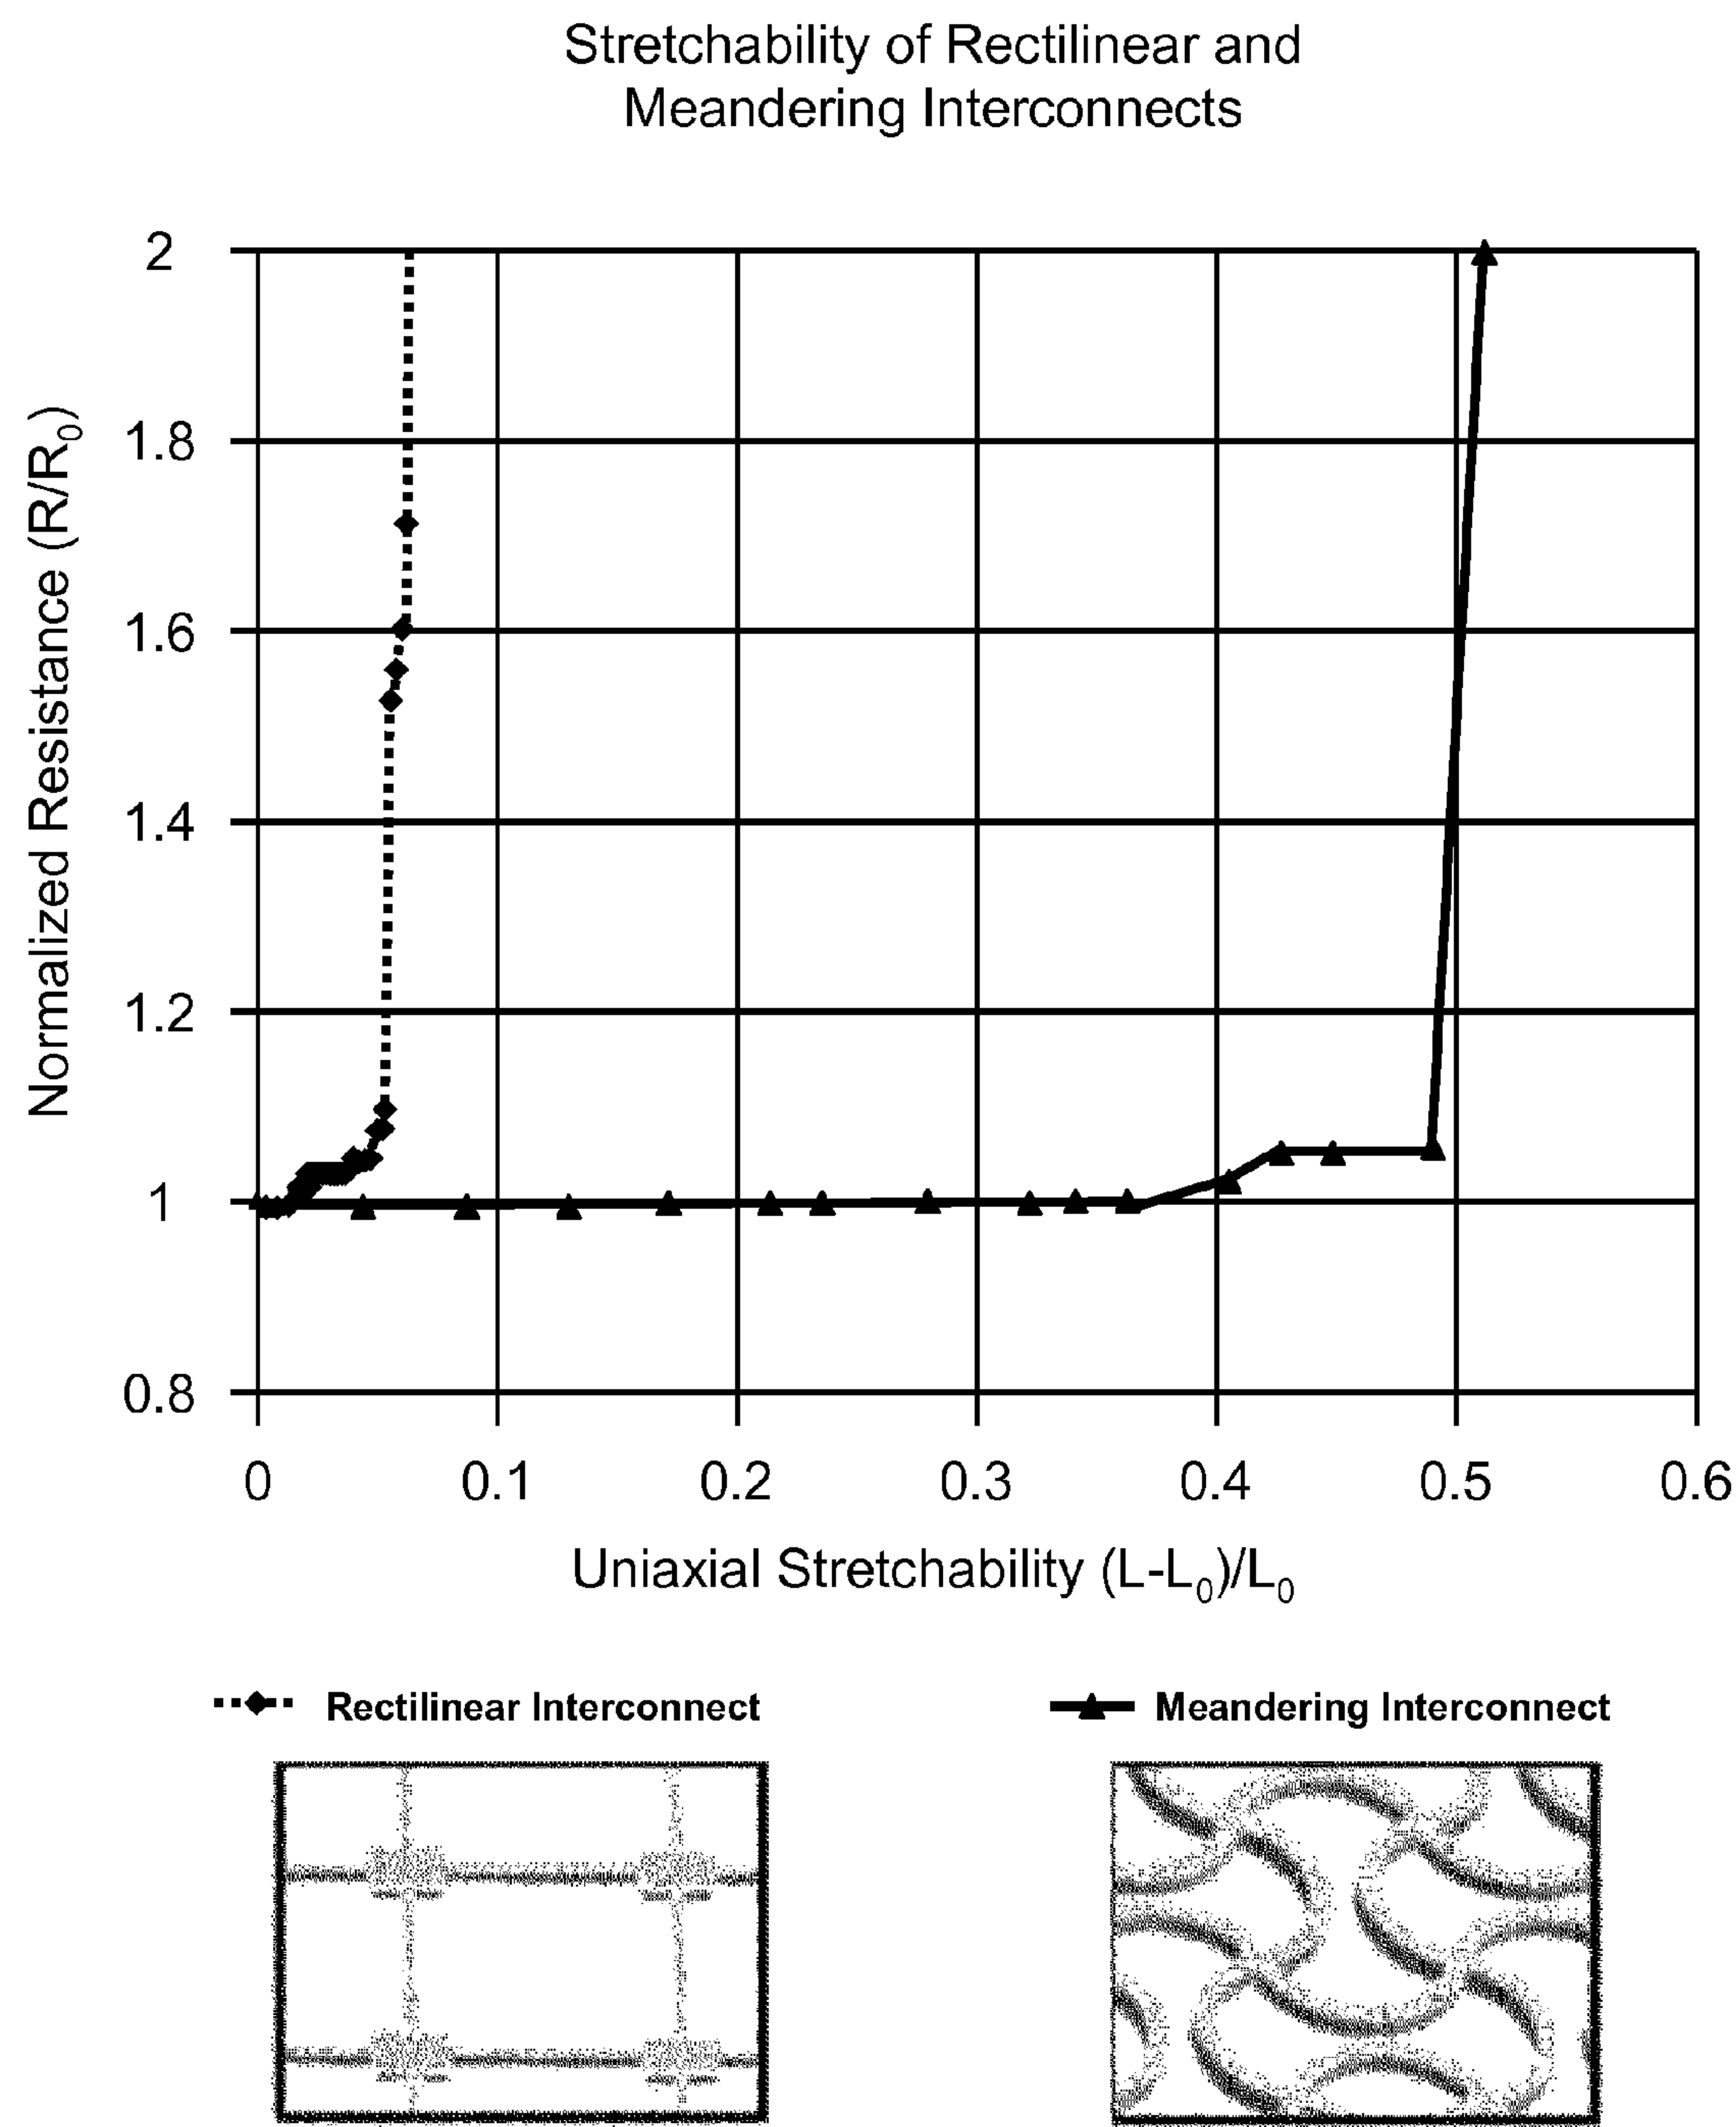 Stretchability of Rectilinear and
Meandering Interconnects
Normalized Resistance (R/R₀)
2
1.8
1.6
1.4
1.2
1
0.8
0 0.1 0.2 0.3 0.4 0.5 0.6
Uniaxial Stretchability (L-L₀)/L₀
Rectilinear Interconnect
Meandering Interconnect